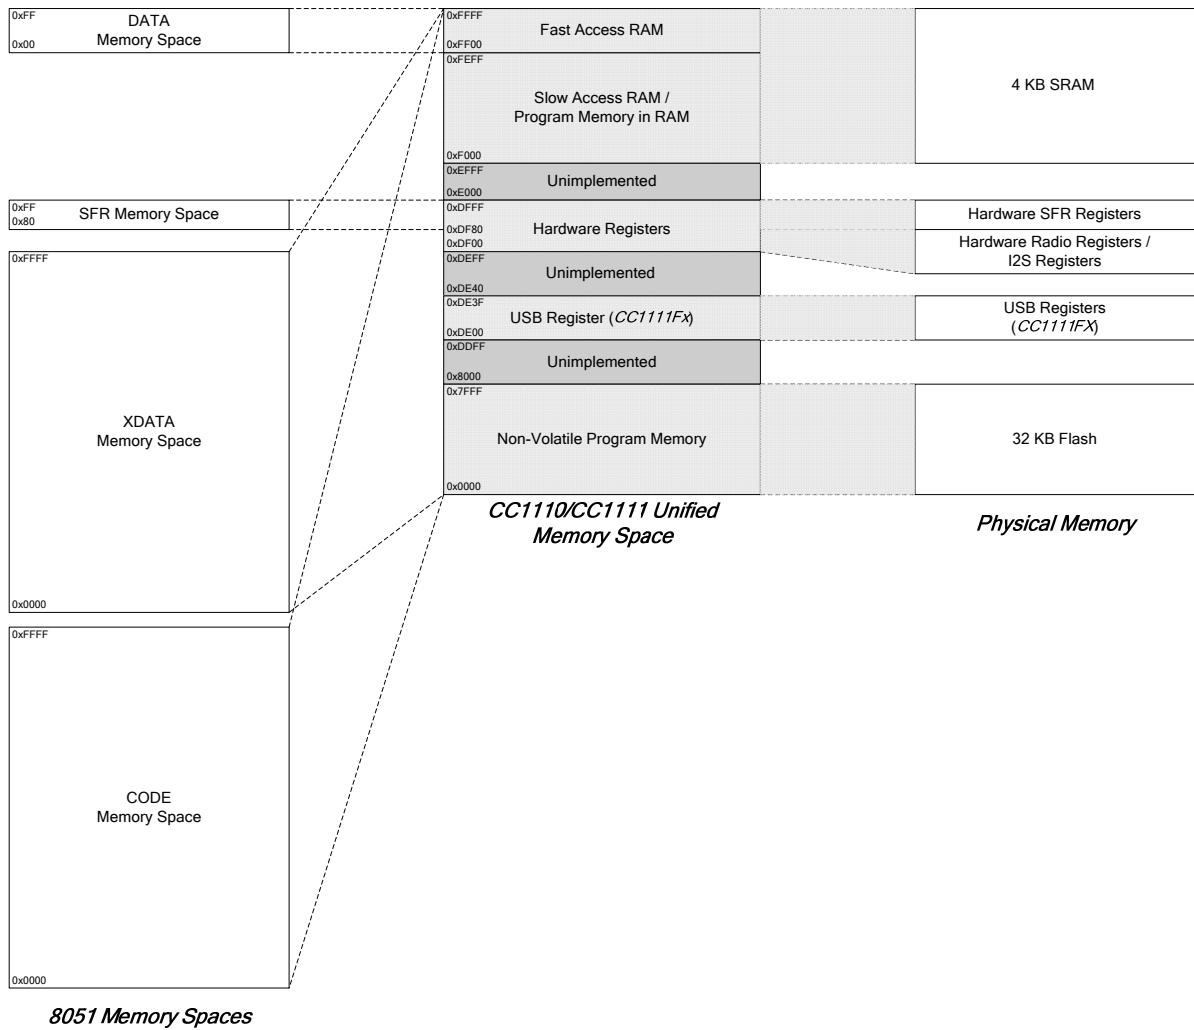 0xFF
DATA
Memory Space
0x00
0xFF
SFR Memory Space
0x80
0xFFFF
XDATA
Memory Space
0x0000
0xFFFF
CODE
Memory Space
0x0000
8051 Memory Spaces
0xFFFF
Fast Access RAM
0xFF00
0xFEFF
Slow Access RAM /
Program Memory in RAM
0xF000
0xEFFF
Unimplemented
0xE000
0xDFFF
Hardware Registers
0xDF80
0xDF00
0xDEFF
Unimplemented
0xDE40
0xDE3F
USB Register (CC1111Fx)
0xDE00
0xDDFF
Unimplemented
0x8000
0x7FFF
Non-Volatile Program Memory
0x0000
CC1110/CC1111 Unified
Memory Space
4 KB SRAM
Hardware SFR Registers
Hardware Radio Registers /
I2S Registers
USB Registers
(CC1111FX)
32 KB Flash
Physical Memory